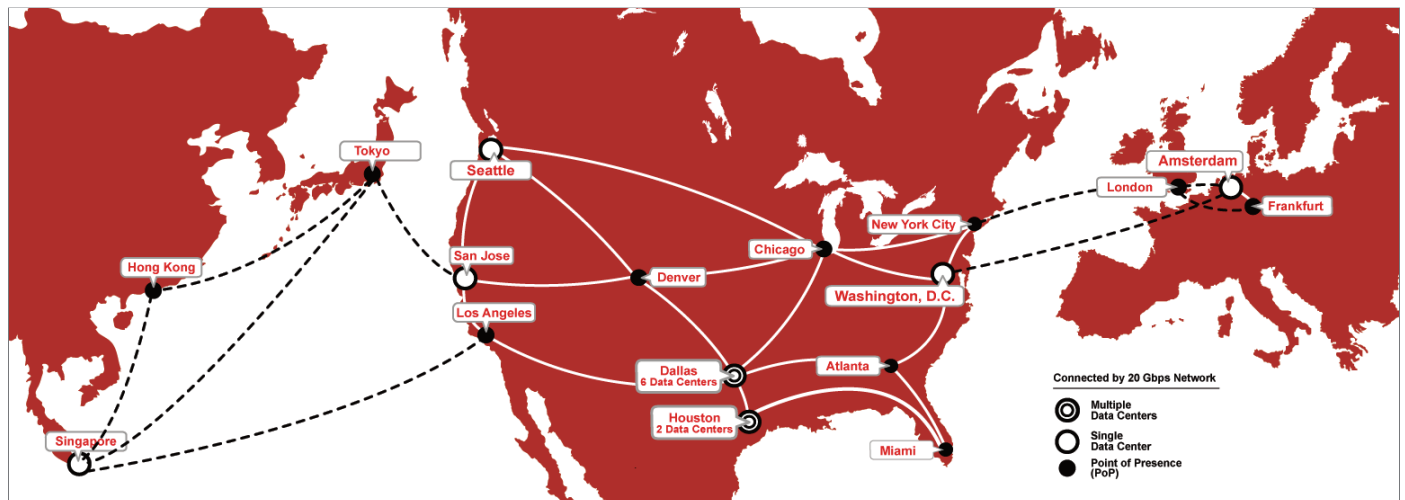 Tokyo
Seattle
Amsterdam
London
Frankfurt
New York City
Chicago
San Jose
Hong Kong
Denver
Washington, D.C.
Los Angeles
Dallas
6 Data Centers
Atlanta
Houston
2 Data Centers
Miami
Singapore
Connected by 20 Gbps Network
Multiple
Data Centers
Single
Data Center
Point of Presence
(PoP)